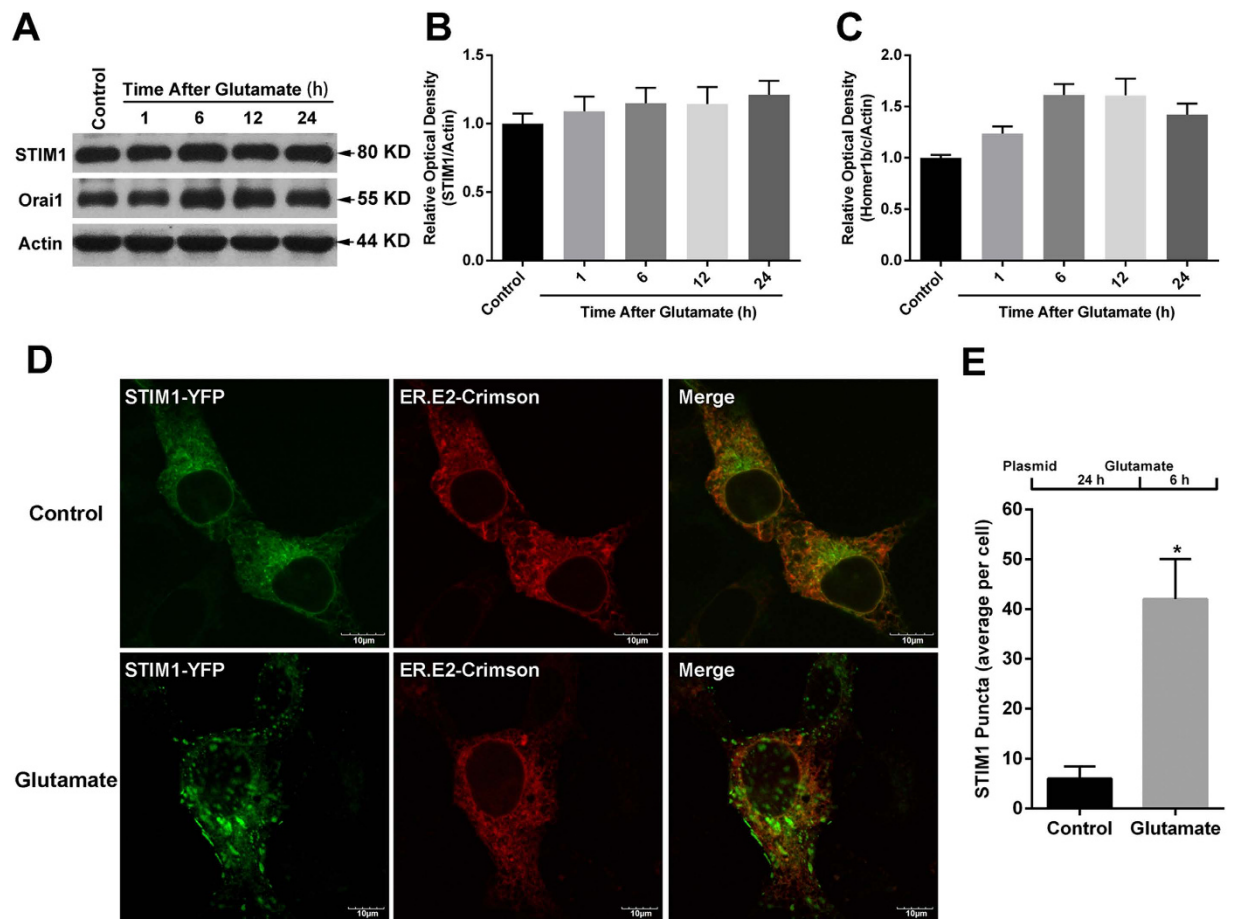 A
Control
Time After Glutamate (h)
1 6 12 24
STIM1 80 KD
Orai1 55 KD
Actin 44 KD
B
Relative Optical Density
(STIM1/Actin)
1.5
1.0
0.5
0.0
Control 1 6 12 24
Time After Glutamate (h)
C
Relative Optical Density
(Homer1b/c/Actin)
2.0
1.5
1.0
0.5
0.0
Control 1 6 12 24
Time After Glutamate (h)
D
Control
STIM1-YFP ER.E2-Crimson Merge
10μm 10μm 10μm
Glutamate
STIM1-YFP ER.E2-Crimson Merge
10μm 10μm 10μm
E
Plasmid Glutamate
24 h 6 h
STIM1 Puncta (average per cell)
60
50
40
30
20
10
0
*
Control Glutamate